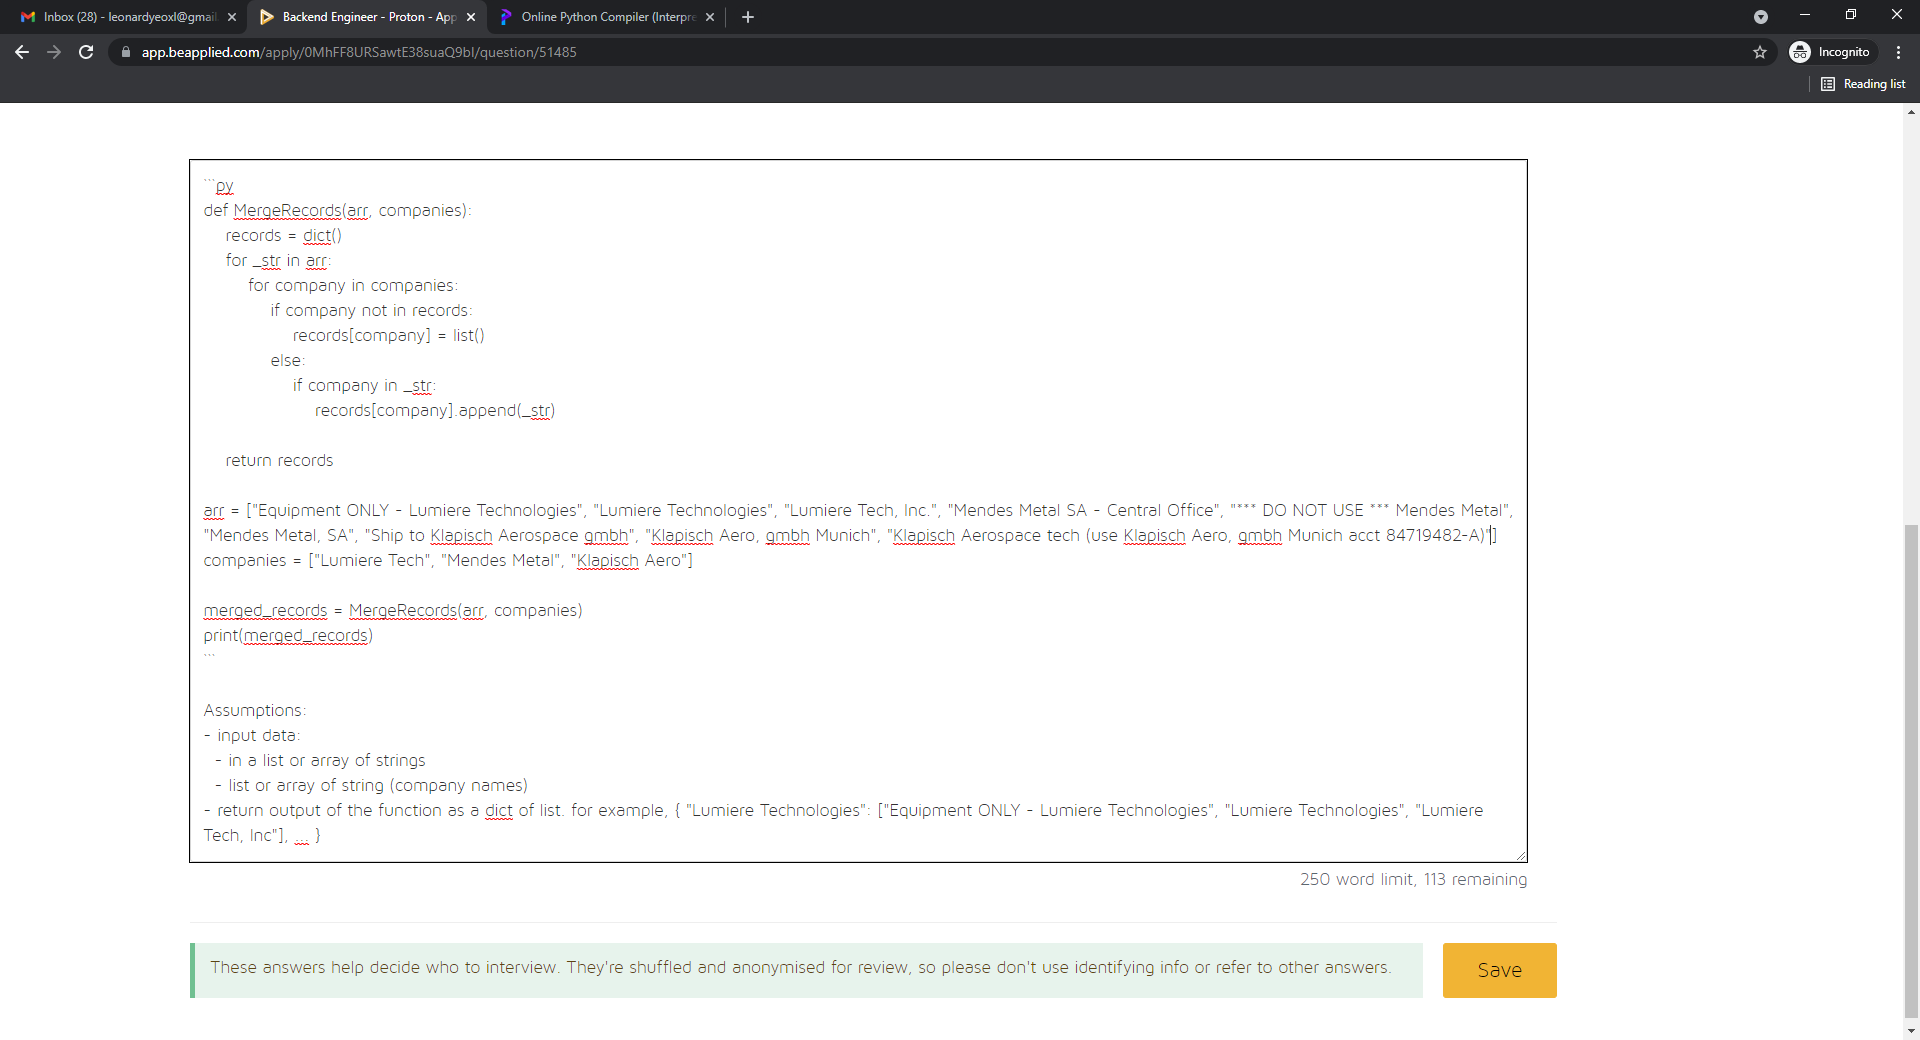 Inbox (28) - leonardyeoxl@gmail
Backend Engineer - Proton - App
Online Python Compiler (Interpre
app.beapplied.com/apply/0MhFF8URSawtE38suaQ9bI/question/51485
Incognito
Reading list
```py
def MergeRecords(arr, companies):
    records = dict()
    for _str in arr:
        for company in companies:
            if company not in records:
                records[company] = list()
            else:
                if company in _str:
                    records[company].append(_str)
    return records
arr = ["Equipment ONLY - Lumiere Technologies", "Lumiere Technologies", "Lumiere Tech, Inc.", "Mendes Metal SA - Central Office", "*** DO NOT USE *** Mendes Metal",
"Mendes Metal, SA", "Ship to Klapisch Aerospace gmbh", "Klapisch Aero, gmbh Munich", "Klapisch Aerospace tech (use Klapisch Aero, gmbh Munich acct 84719482-A)"]
companies = ["Lumiere Tech", "Mendes Metal", "Klapisch Aero"]
merged_records = MergeRecords(arr, companies)
print(merged_records)
```
Assumptions:
- input data:
  - in a list or array of strings
  - list or array of string (company names)
- return output of the function as a dict of list. for example, { "Lumiere Technologies": ["Equipment ONLY - Lumiere Technologies", "Lumiere Technologies", "Lumiere
Tech, Inc"], ... }
250 word limit, 113 remaining
These answers help decide who to interview. They're shuffled and anonymised for review, so please don't use identifying info or refer to other answers.
Save